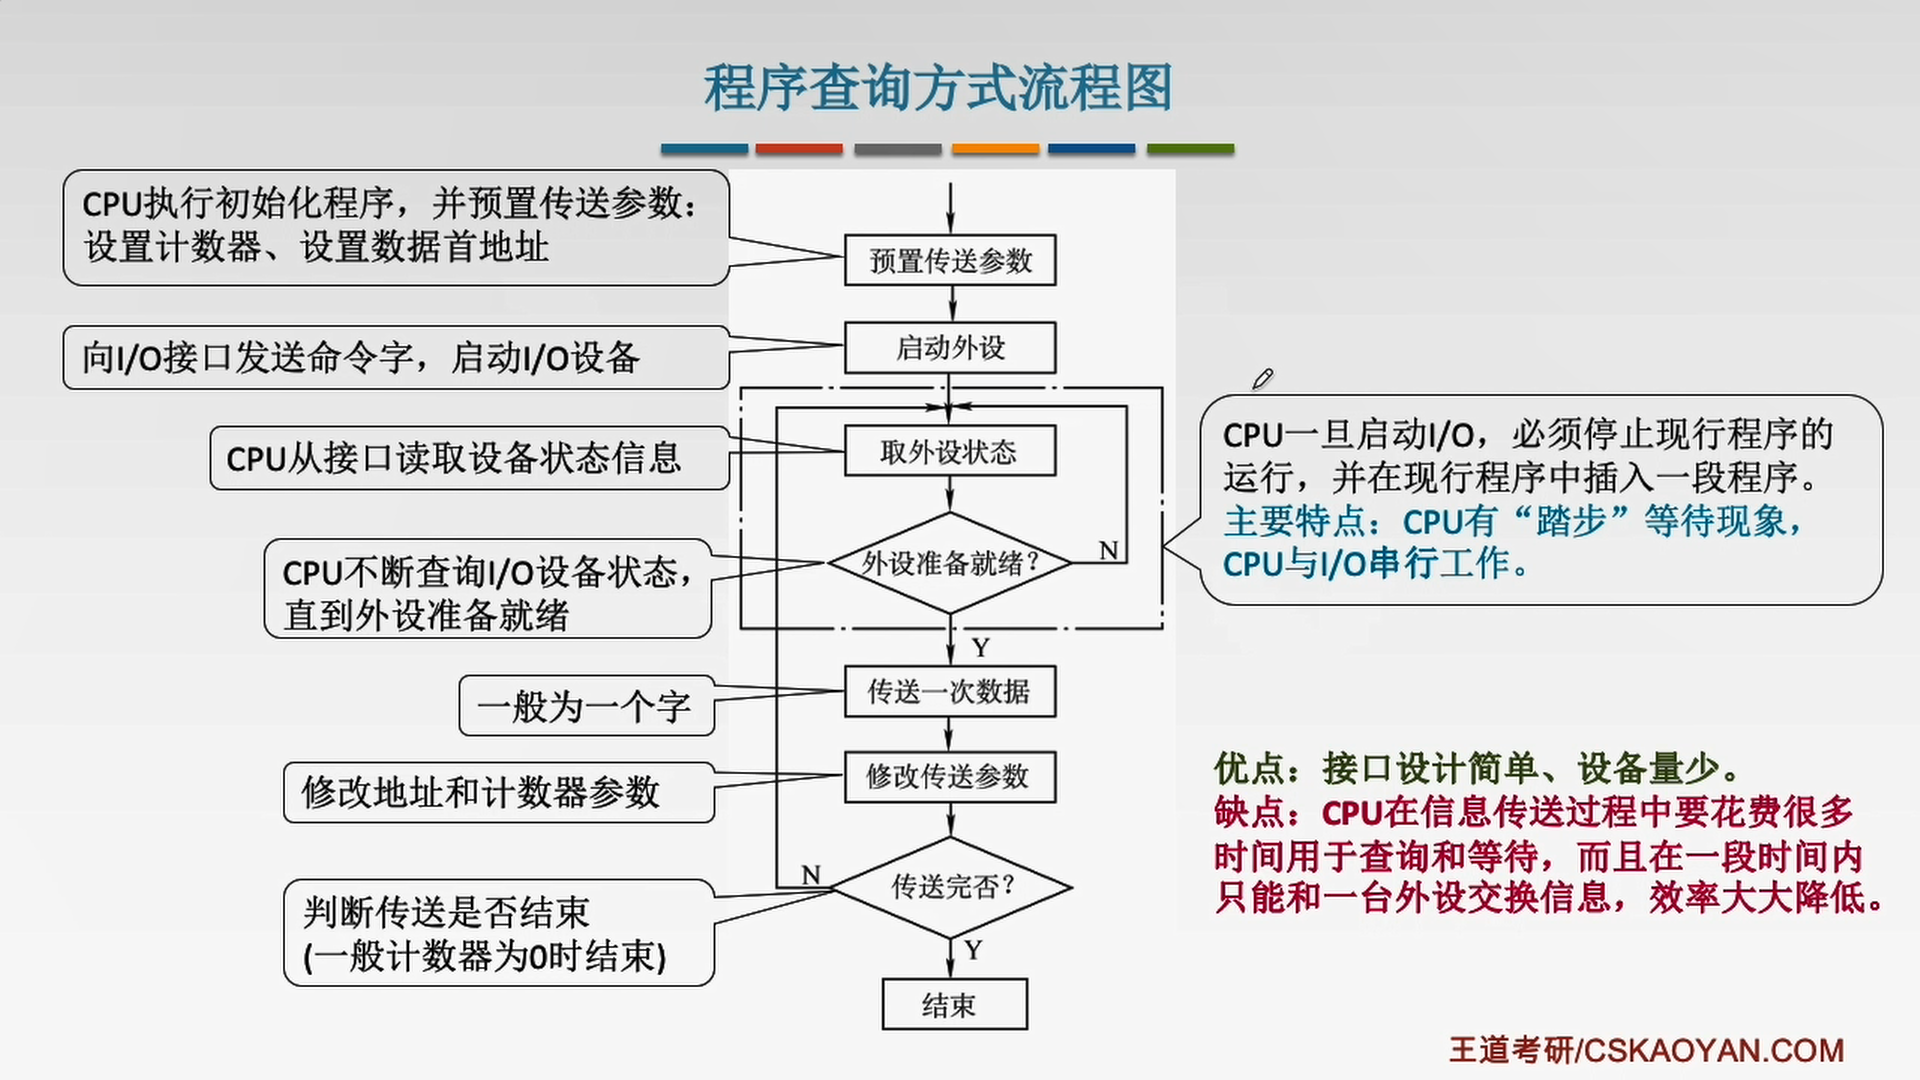 程序查询方式流程图
CPU执行初始化程序，并预置传送参数：
设置计数器、设置数据首地址
预置传送参数
向I/O接口发送命令字，启动I/O设备
启动外设
CPU从接口读取设备状态信息
取外设状态
CPU不断查询I/O设备状态，
直到外设准备就绪
外设准备就绪?
N
Y
CPU一旦启动I/O，必须停止现行程序的
运行，并在现行程序中插入一段程序。
主要特点：CPU有“踏步”等待现象，
CPU与I/O串行工作。
一般为一个字
传送一次数据
修改地址和计数器参数
修改传送参数
判断传送是否结束
(一般计数器为0时结束)
N
传送完否?
Y
结束
优点：接口设计简单、设备量少。
缺点：CPU在信息传送过程中要花费很多
时间用于查询和等待，而且在一段时间内
只能和一台外设交换信息，效率大大降低。
王道考研/CSKAOYAN.COM